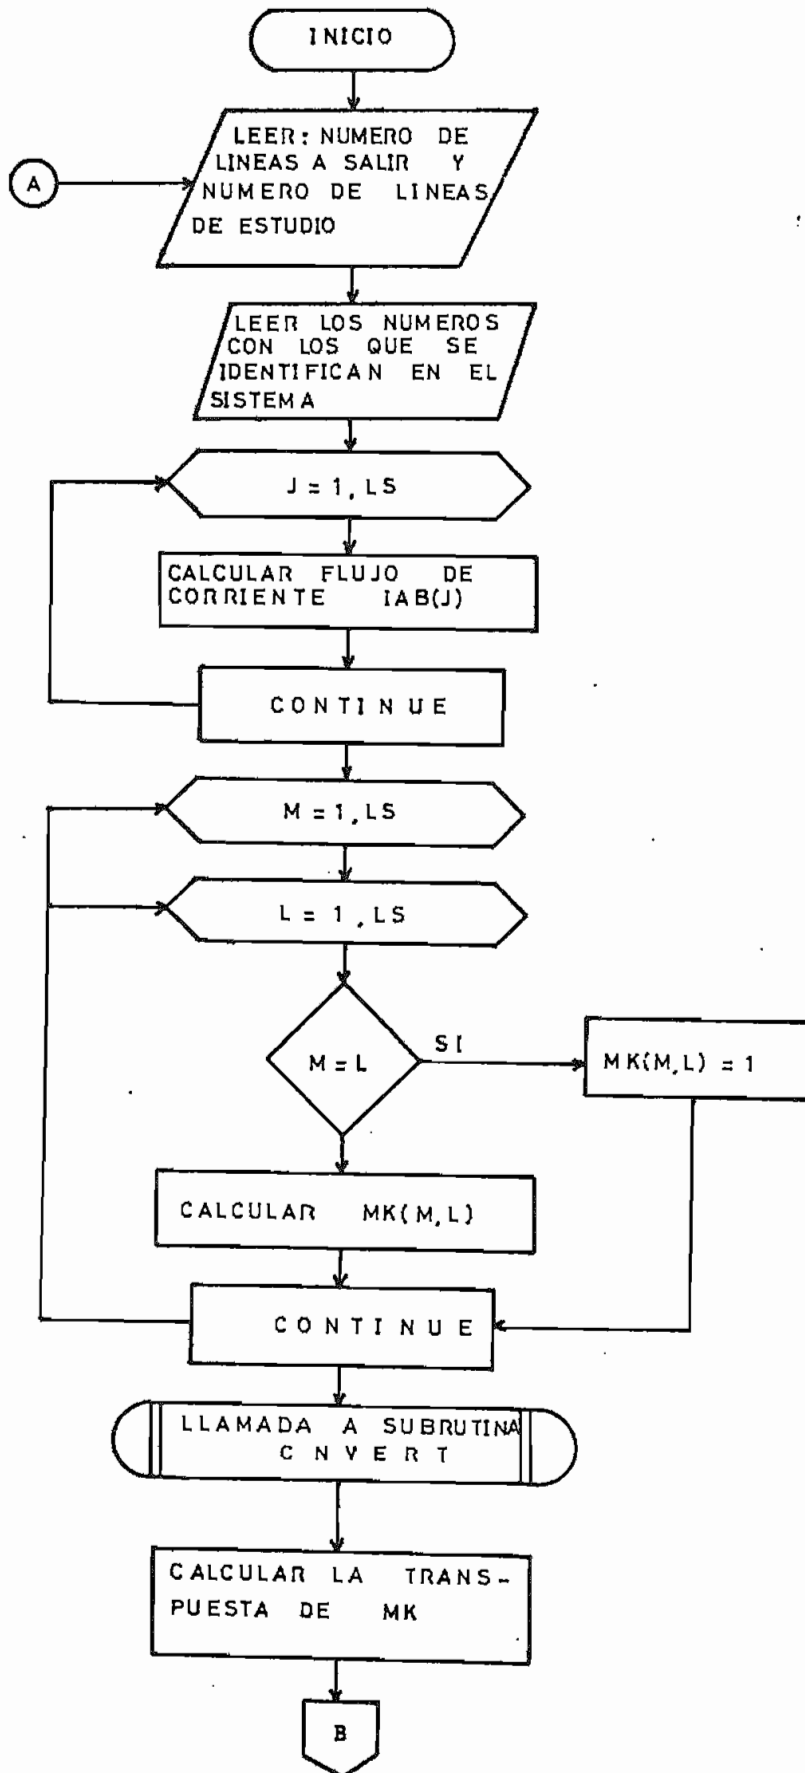 INICIO
LEER: NUMERO DE
LINEAS A SALIR Y
NUMERO DE LINEAS
DE ESTUDIO
A
LEER LOS NUMEROS
CON LOS QUE SE
IDENTIFICAN EN EL
SISTEMA
J = 1, LS
CALCULAR FLUJO DE
CORRIENTE IAB(J)
CONTINUE
M = 1, LS
L = 1, LS
M = L
SI
MK(M,L) = 1
CALCULAR MK(M,L)
CONTINUE
LLAMADA A SUBRUTINA
CNVERT
CALCULAR LA TRANS-
PUESTA DE MK
B